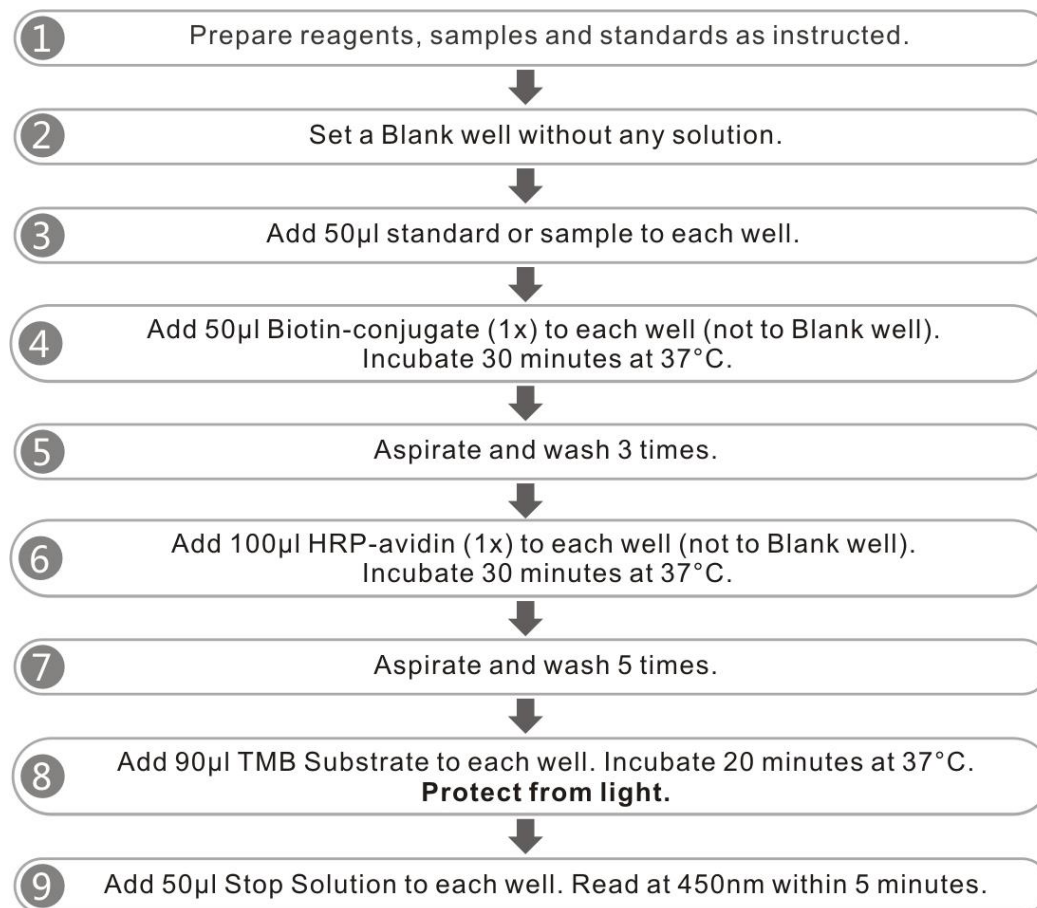 1 Prepare reagents, samples and standards as instructed.
2 Set a Blank well without any solution.
3 Add 50µl standard or sample to each well.
4 Add 50µl Biotin-conjugate (1x) to each well (not to Blank well).
Incubate 30 minutes at 37°C.
5 Aspirate and wash 3 times.
6 Add 100µl HRP-avidin (1x) to each well (not to Blank well).
Incubate 30 minutes at 37°C.
7 Aspirate and wash 5 times.
8 Add 90µl TMB Substrate to each well. Incubate 20 minutes at 37°C.
Protect from light.
9 Add 50µl Stop Solution to each well. Read at 450nm within 5 minutes.